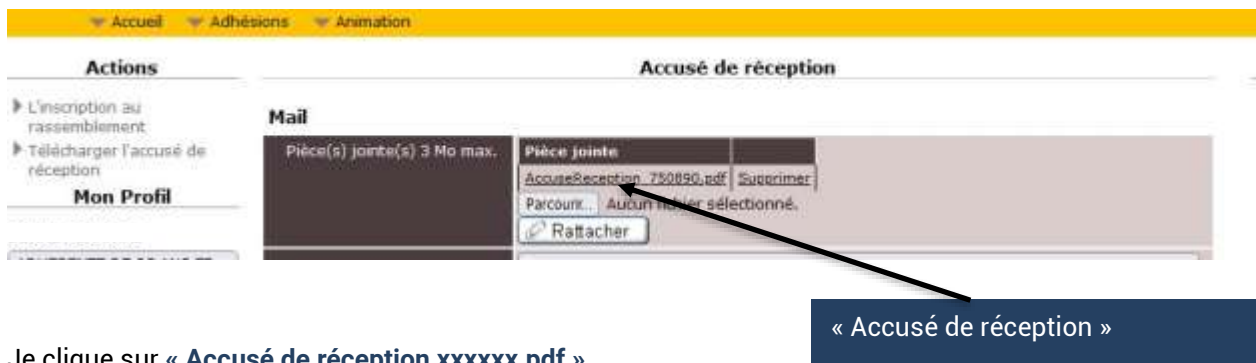 Accueil Adhésions Animation
Actions
Accusé de réception
L'inscription au
rassemblement
Télécharger l'accusé de
réception
Mon Profil
Mail
Pièce(s) jointe(s) 3 Mo max.
Pièce jointe
AccuseReception_750890.pdf Supprimer
Parcourir... Aucun fichier sélectionné.
Rattacher
« Accusé de réception »
Je clique sur « Accusé de réception xxxxxx.pdf »